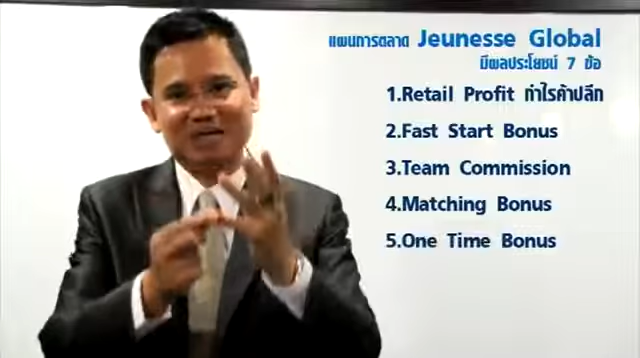 แผนการตลาด Jeunesse Global
มีผลประโยชน์ 7 ข้อ
1.Retail Profit กำไรค้าปลีก
2.Fast Start Bonus
3.Team Commission
4.Matching Bonus
5.One Time Bonus